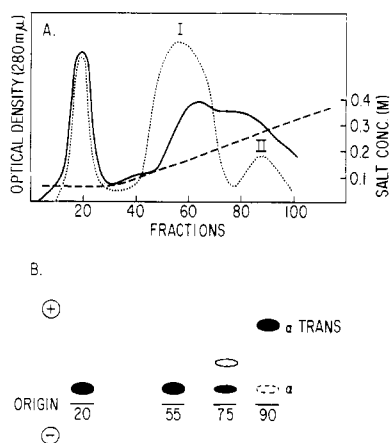 A.
I
II
OPTICAL DENSITY (280 mμ)
0.4
0.3
0.2
0.1
SALT CONC. (M)
20 40 60 80 100
FRACTIONS
B.
+
α TRANS
α
ORIGIN
20 55 75 90
−